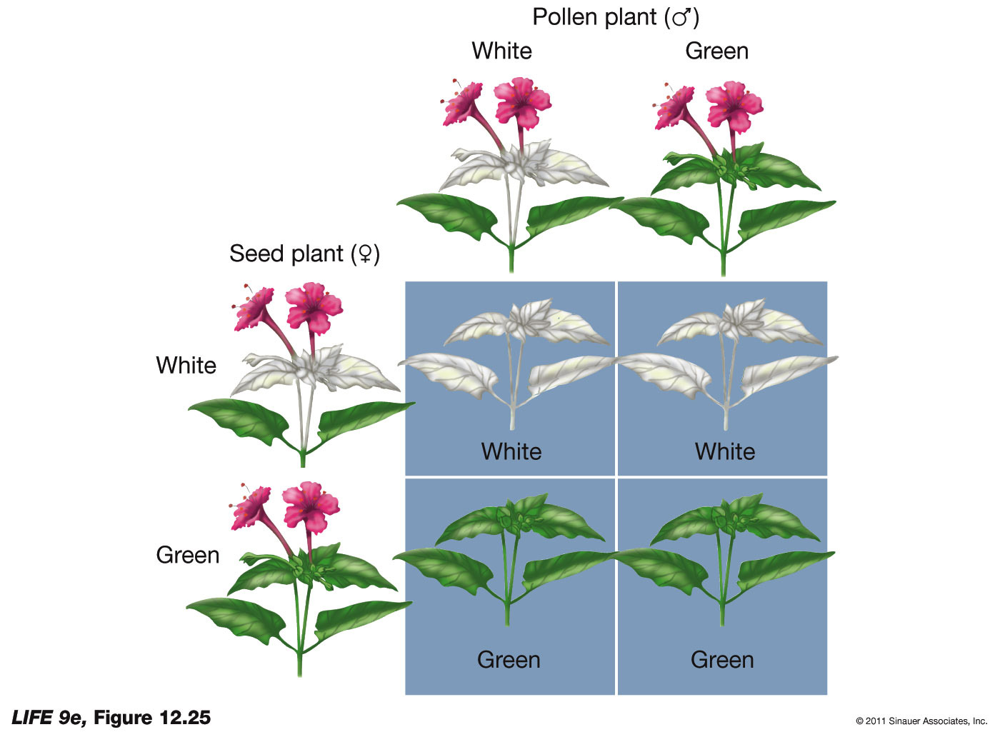 Pollen plant (♂)
White
Green
Seed plant (♀)
White
White
White
Green
Green
Green
LIFE 9e, Figure 12.25
© 2011 Sinauer Associates, Inc.